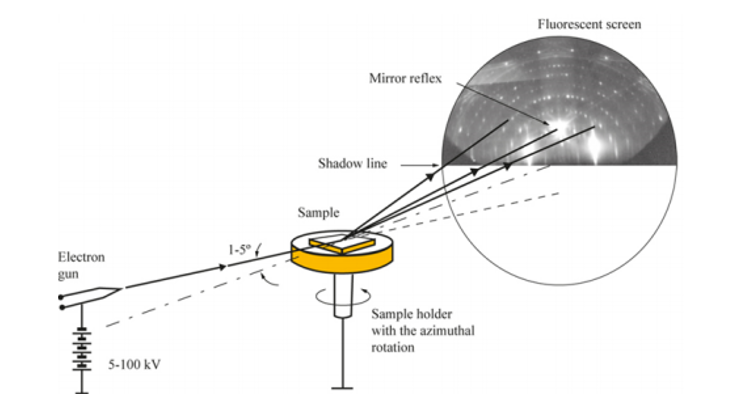 Fluorescent screen
Mirror reflex
Shadow line
Sample
1-5°
Electron
gun
Sample holder
with the azimuthal
rotation
5-100 kV